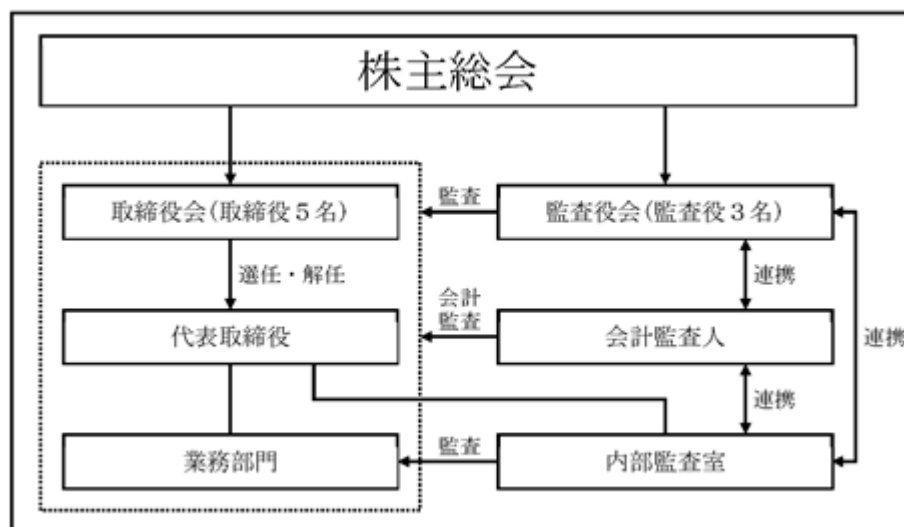 株主総会
取締役会(取締役5名)
監査
監査役会(監査役3名)
選任・解任
連携
会計
監査
代表取締役
会計監査人
連携
連携
業務部門
監査
内部監査室